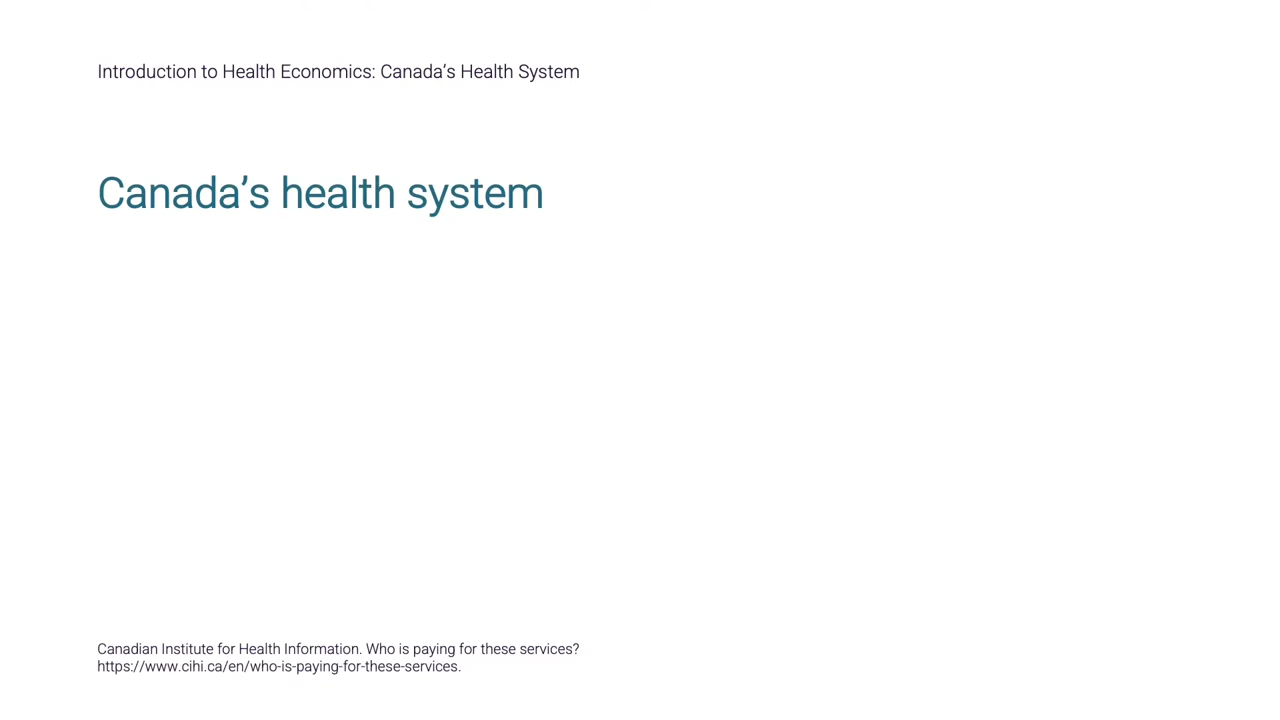 Introduction to Health Economics: Canada’s Health System
Canada’s health system
Canadian Institute for Health Information. Who is paying for these services?
https://www.cihi.ca/en/who-is-paying-for-these-services.